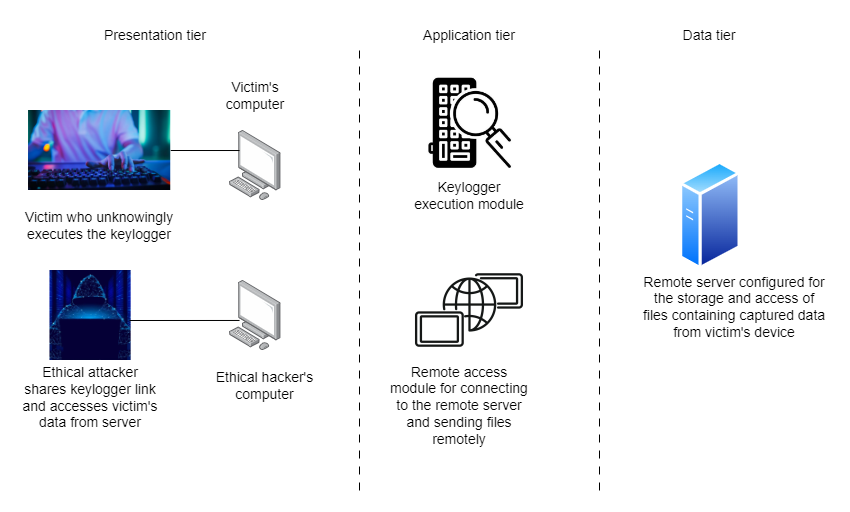 Presentation tier
Application tier
Data tier
Victim's
computer
Victim who unknowingly
executes the keylogger
Keylogger
execution module
Remote server configured for
the storage and access of
files containing captured data
from victim's device
Ethical attacker
shares keylogger link
and accesses victim's
data from server
Ethical hacker's
computer
Remote access
module for connecting
to the remote server
and sending files
remotely